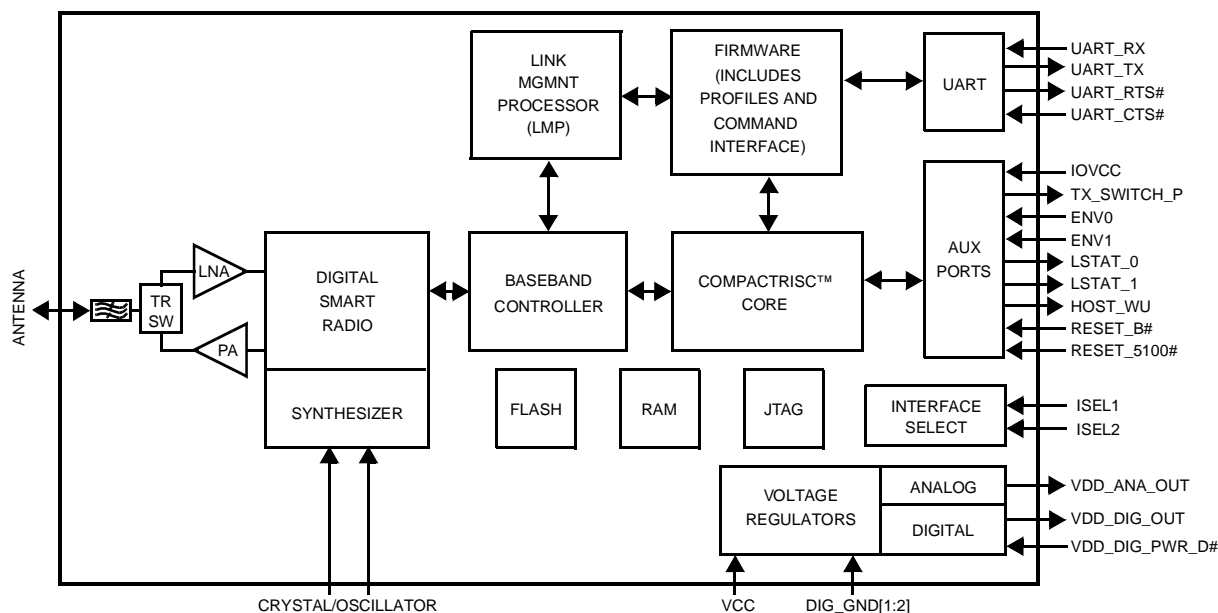 LINK
MGMNT
PROCESSOR
(LMP)
FIRMWARE
(INCLUDES
PROFILES AND
COMMAND
INTERFACE)
UART
UART_RX
UART_TX
UART_RTS#
UART_CTS#
ANTENNA
TR
SW
LNA
PA
DIGITAL
SMART
RADIO
SYNTHESIZER
BASEBAND
CONTROLLER
COMPACTRISC™
CORE
AUX
PORTS
IOVCC
TX_SWITCH_P
ENV0
ENV1
LSTAT_0
LSTAT_1
HOST_WU
RESET_B#
RESET_5100#
FLASH
RAM
JTAG
INTERFACE
SELECT
ISEL1
ISEL2
VOLTAGE
REGULATORS
ANALOG
DIGITAL
VDD_ANA_OUT
VDD_DIG_OUT
VDD_DIG_PWR_D#
CRYSTAL/OSCILLATOR
VCC
DIG_GND[1:2]